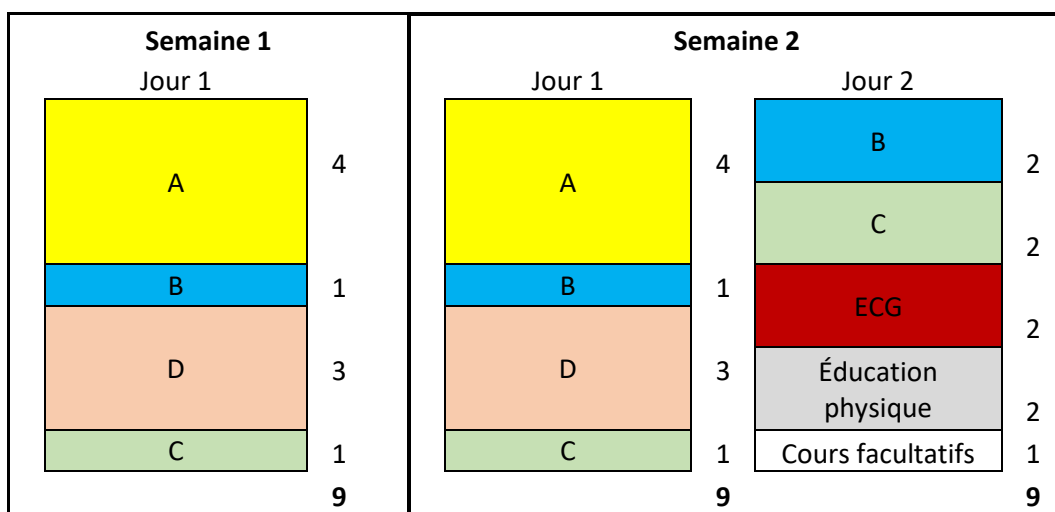 Semaine 1
Jour 1
A
4
B
1
D
3
C
1
9
Semaine 2
Jour 1
A
4
B
1
D
3
C
1
9
Jour 2
B
2
C
2
ECG
2
Éducation
physique
2
Cours facultatifs
1
9